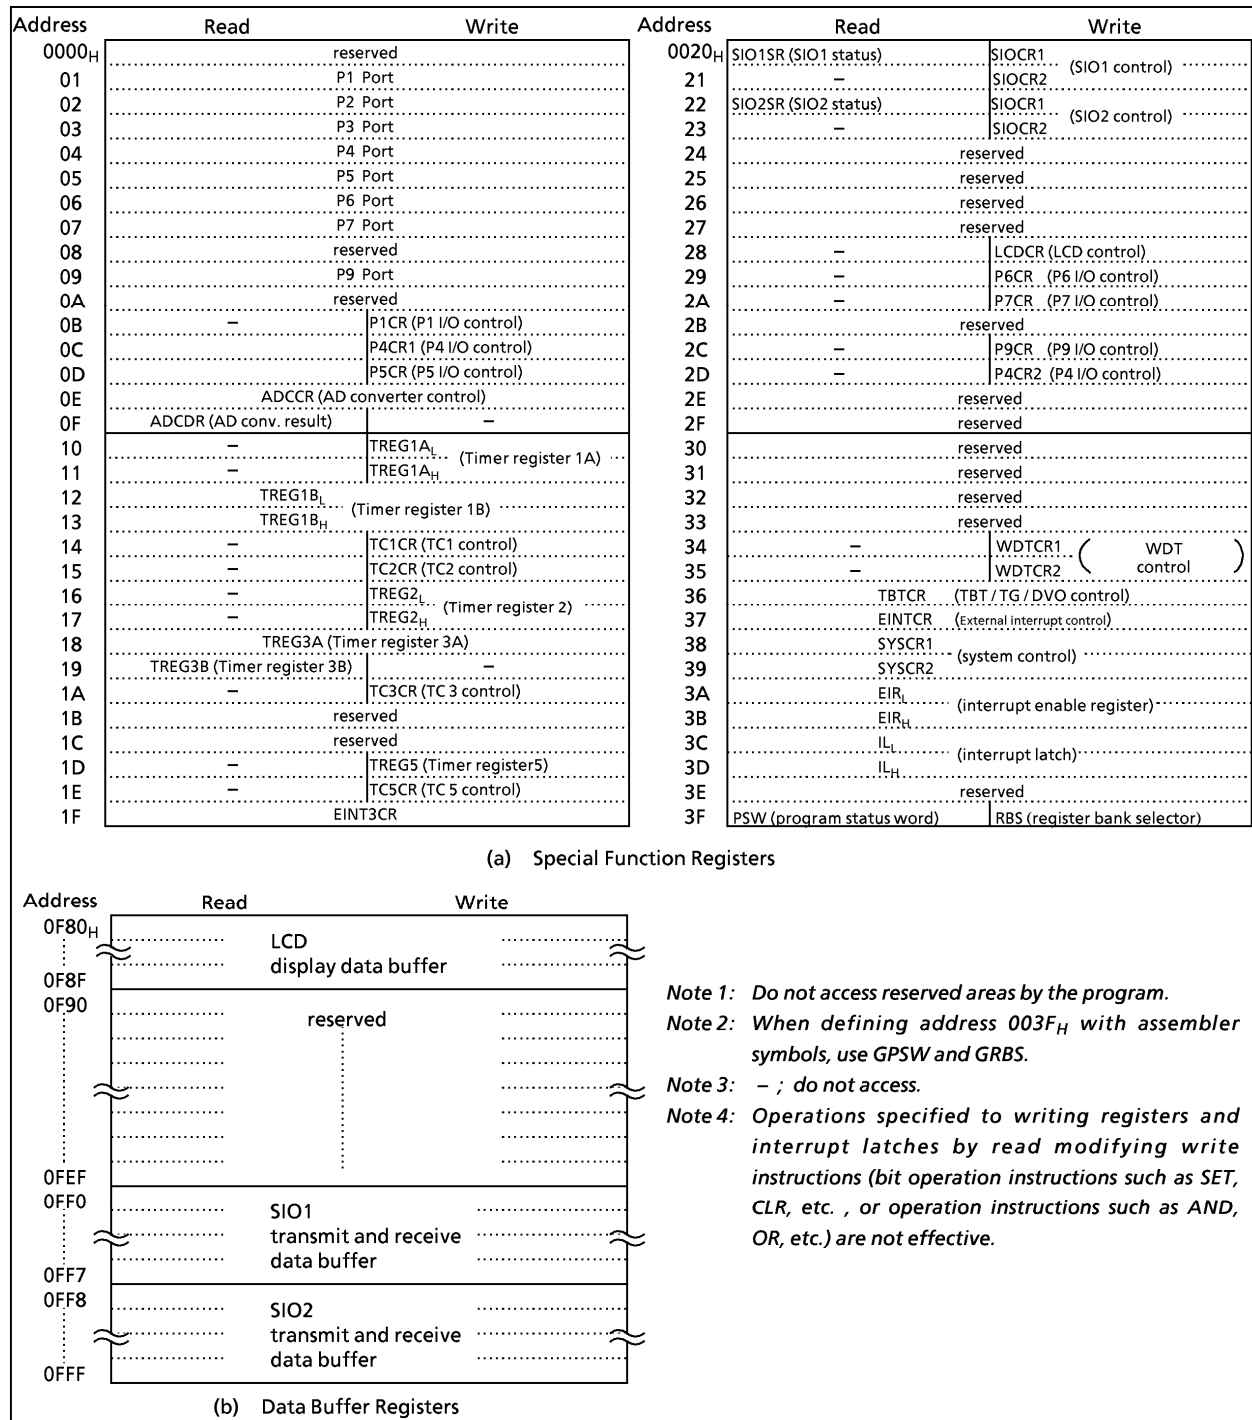 Address Read Write
0000H reserved
01 P1 Port
02 P2 Port
03 P3 Port
04 P4 Port
05 P5 Port
06 P6 Port
07 P7 Port
08 reserved
09 P9 Port
0A reserved
0B – P1CR (P1 I/O control)
0C P4CR1 (P4 I/O control)
0D P5CR (P5 I/O control)
0E ADCCR (AD converter control)
0F ADCDR (AD conv. result) –
10 – TREG1AL
(Timer register 1A)
11 – TREG1AH
12 TREG1BL
(Timer register 1B)
13 TREG1BH
14 – TC1CR (TC1 control)
15 – TC2CR (TC2 control)
16 – TREG2L
(Timer register 2)
17 – TREG2H
18 TREG3A (Timer register 3A)
19 TREG3B (Timer register 3B) –
1A – TC3CR (TC 3 control)
1B reserved
1C reserved
1D – TREG5 (Timer register5)
1E – TC5CR (TC 5 control)
1F EINT3CR
Address Read Write
0020H SIO1SR (SIO1 status) SIOCR1
(SIO1 control)
21 – SIOCR2
22 SIO2SR (SIO2 status) SIOCR1
(SIO2 control)
23 – SIOCR2
24 reserved
25 reserved
26 reserved
27 reserved
28 – LCDCR (LCD control)
29 – P6CR (P6 I/O control)
2A – P7CR (P7 I/O control)
2B reserved
2C – P9CR (P9 I/O control)
2D – P4CR2 (P4 I/O control)
2E reserved
2F reserved
30 reserved
31 reserved
32 reserved
33 reserved
34 – WDTCR1
( WDT control )
35 – WDTCR2
36 TBTCR (TBT / TG / DVO control)
37 EINTCR (External interrupt control)
38 SYSCR1
(system control)
39 SYSCR2
3A EIRL
(interrupt enable register)
3B EIRH
3C ILL
(interrupt latch)
3D ILH
3E reserved
3F PSW (program status word) RBS (register bank selector)
(a) Special Function Registers
Address Read Write
0F80H
LCD
display data buffer
0F8F
0F90
reserved
0FEF
0FF0
SIO1
transmit and receive
data buffer
0FF7
0FF8
SIO2
transmit and receive
data buffer
0FFF
(b) Data Buffer Registers
Note 1: Do not access reserved areas by the program.
Note 2: When defining address 003FH with assembler
symbols, use GPSW and GRBS.
Note 3: – ; do not access.
Note 4: Operations specified to writing registers and
interrupt latches by read modifying write
instructions (bit operation instructions such as SET,
CLR, etc. , or operation instructions such as AND,
OR, etc.) are not effective.